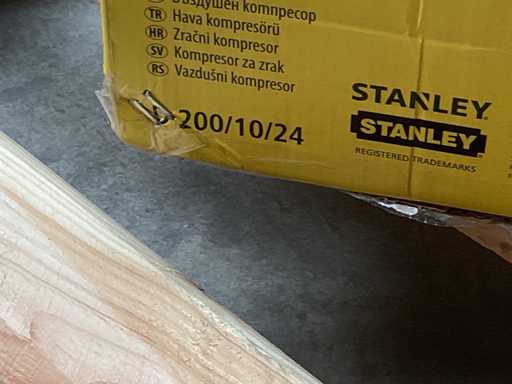 Въздушен компресор
TR Hava kompresörü
HR Zračni kompresor
SV Kompresor za zrak
RS Vazdušni kompresor
200/10/24
STANLEY
STANLEY
REGISTERED TRADEMARKS